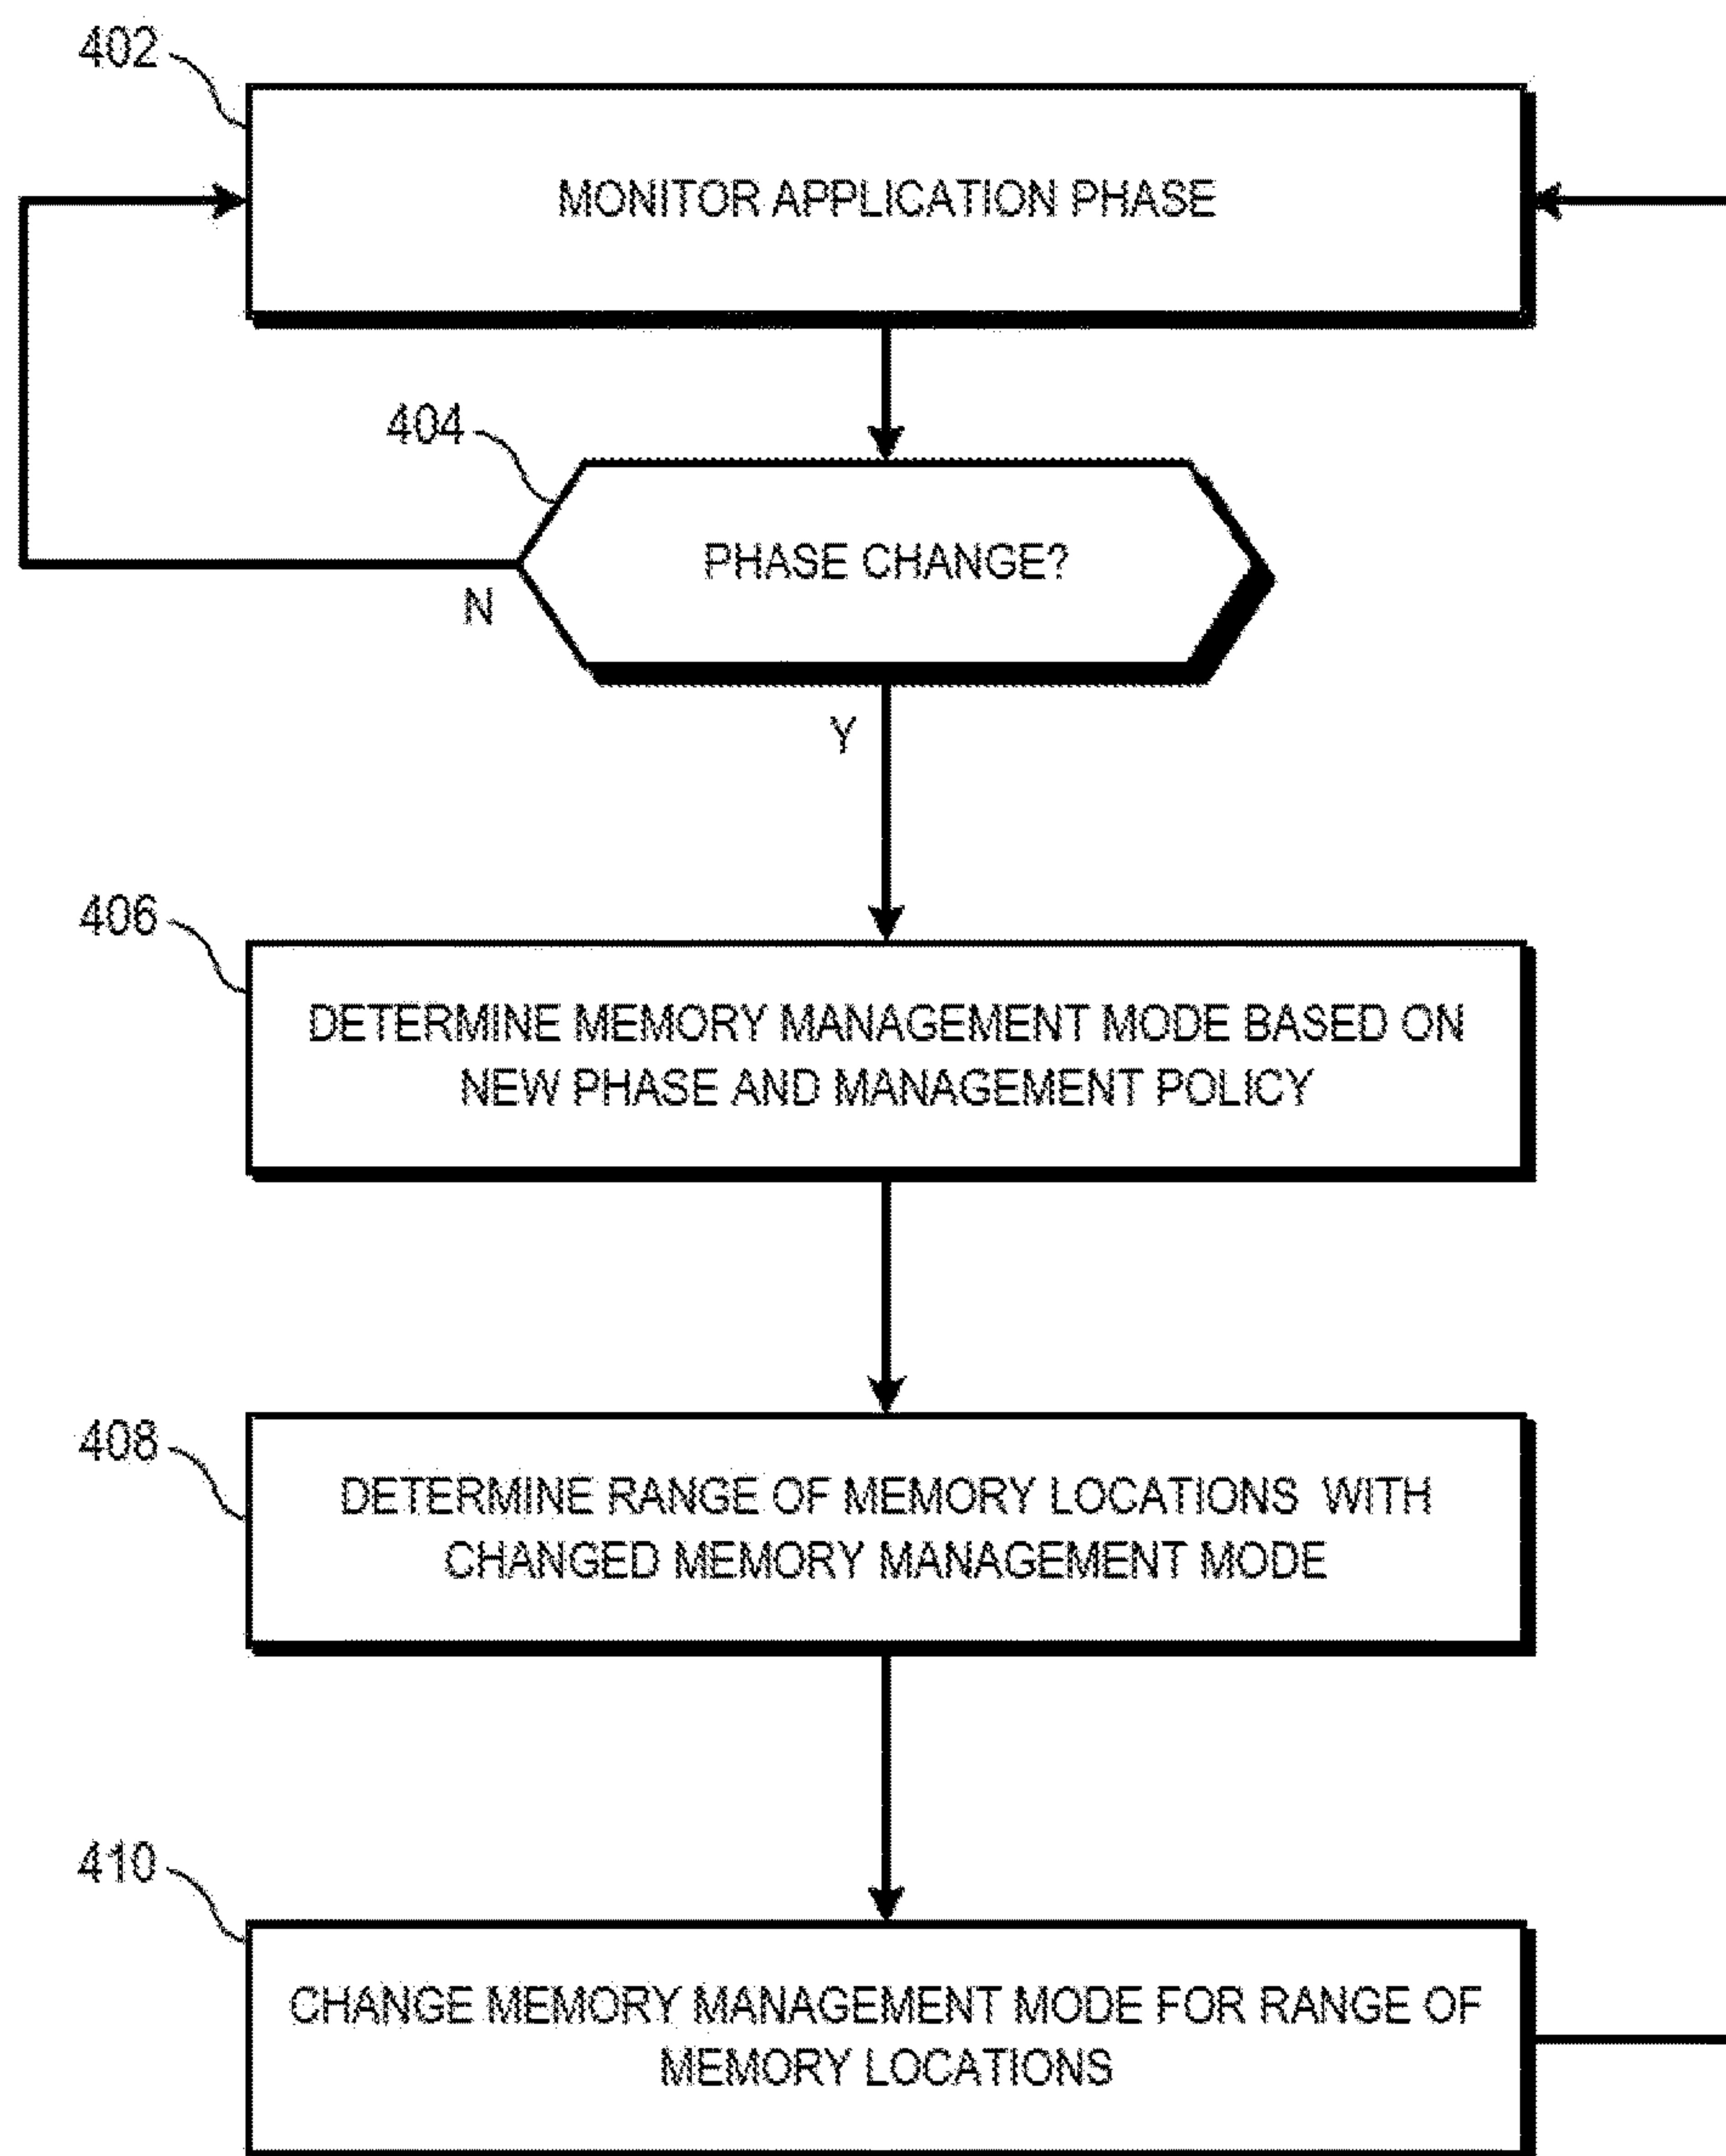 402
MONITOR APPLICATION PHASE
404
PHASE CHANGE?
N
Y
406
DETERMINE MEMORY MANAGEMENT MODE BASED ON
NEW PHASE AND MANAGEMENT POLICY
408
DETERMINE RANGE OF MEMORY LOCATIONS WITH
CHANGED MEMORY MANAGEMENT MODE
410
CHANGE MEMORY MANAGEMENT MODE FOR RANGE OF
MEMORY LOCATIONS